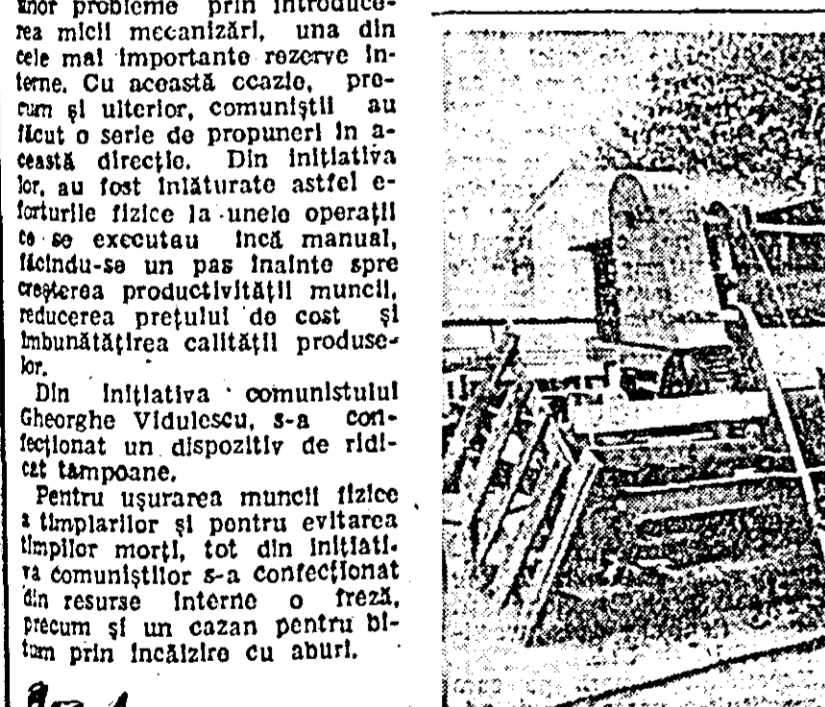 unor probleme prin introduce-
rea micii mecanizări, una din
cele mai importante rezerve in-
terne. Cu această ocazie, pre-
cum și ulterior, comuniștii au
făcut o serie de propuneri în a-
ceastă direcție. Din inițiativa
lor, au fost înlăturate astfel e-
forturile fizice la unele operații
ce se executau încă manual,
făcîndu-se un pas înainte spre
creșterea productivității muncii,
reducerea prețului de cost și
îmbunătățirea calității produse-
lor.
Din inițiativa comunistului
Gheorghe Vidulescu, s-a con-
fecționat un dispozitiv de ridi-
cat tampoane.
Pentru ușurarea muncii fizice
a tîmplarilor și pentru evitarea
timpilor morți, tot din inițiati-
va comuniștilor s-a confecționat
din resurse interne o freză,
precum și un cazan pentru bi-
tum prin încălzire cu aburi.